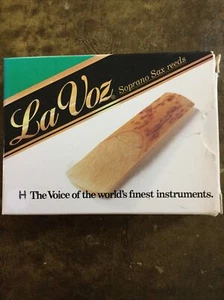 La Voz
Soprano Sax reeds
H The Voice of the world's finest instruments.